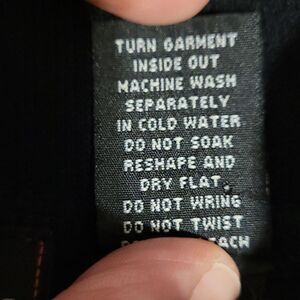 TURN GARMENT
INSIDE OUT
MACHINE WASH
SEPARATELY
IN COLD WATER
DO NOT SOAK
RESHAPE AND
DRY FLAT.
DO NOT WRING
DO NOT TWIST